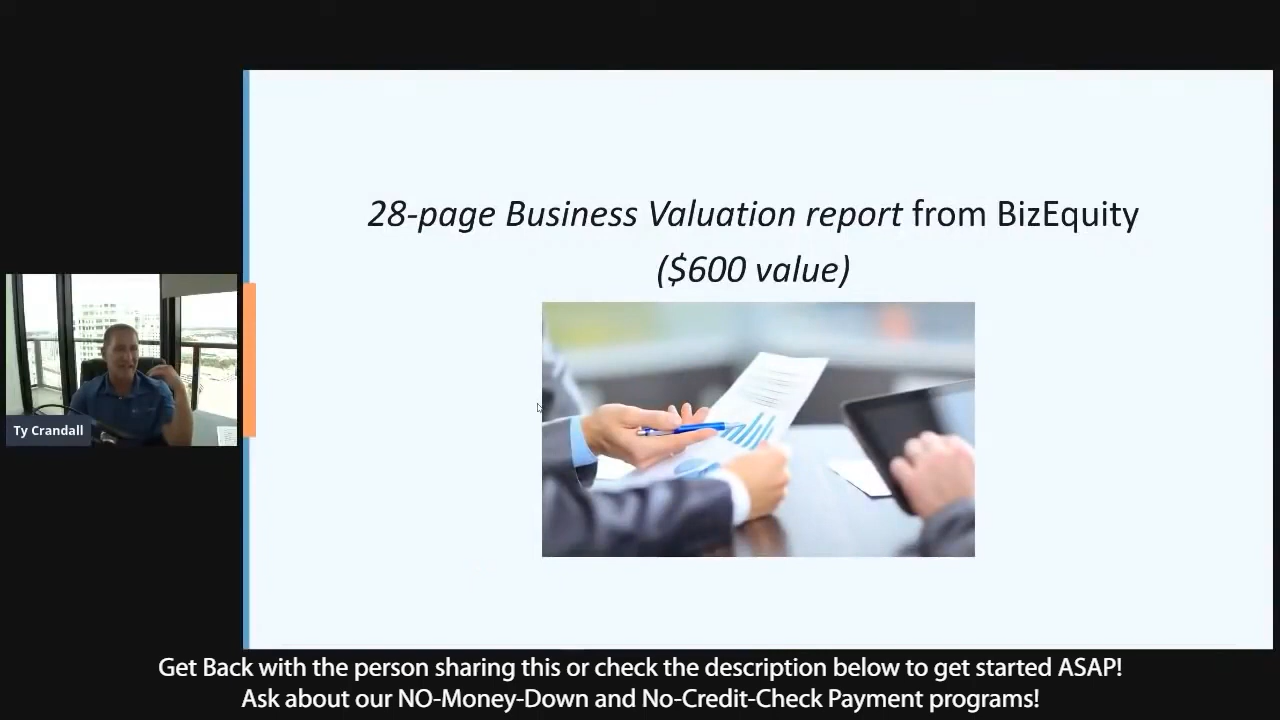 28-page Business Valuation report from BizEquity
($600 value)
Ty Crandall
Get Back with the person sharing this or check the description below to get started ASAP!
Ask about our NO-Money-Down and No-Credit-Check Payment programs!